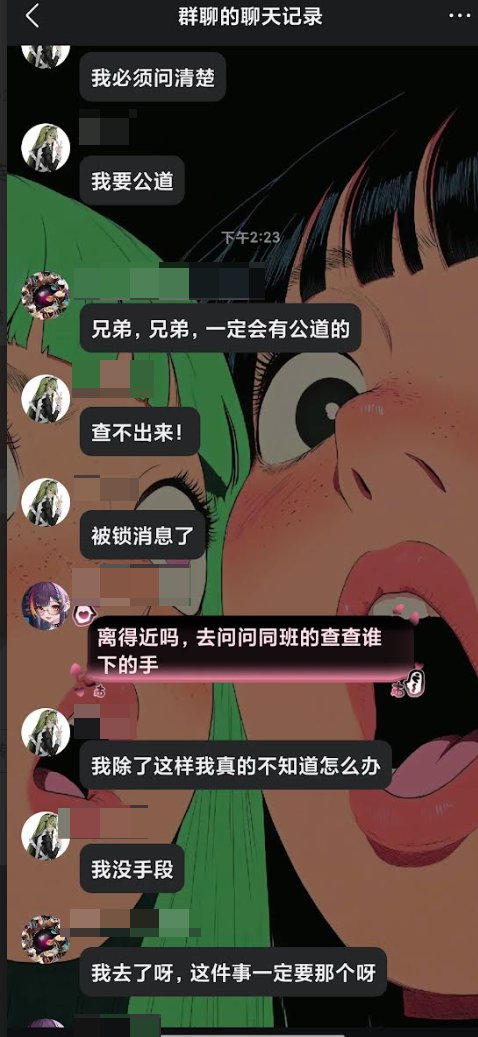 群聊的聊天记录
我必须问清楚
我要公道
下午2:23
兄弟，兄弟，一定会有公道的
查不出来！
被锁消息了
离得近吗，去问问同班的查查谁
下的手
我除了这样我真的不知道怎么办
我没手段
我去了呀，这件事一定要那个呀